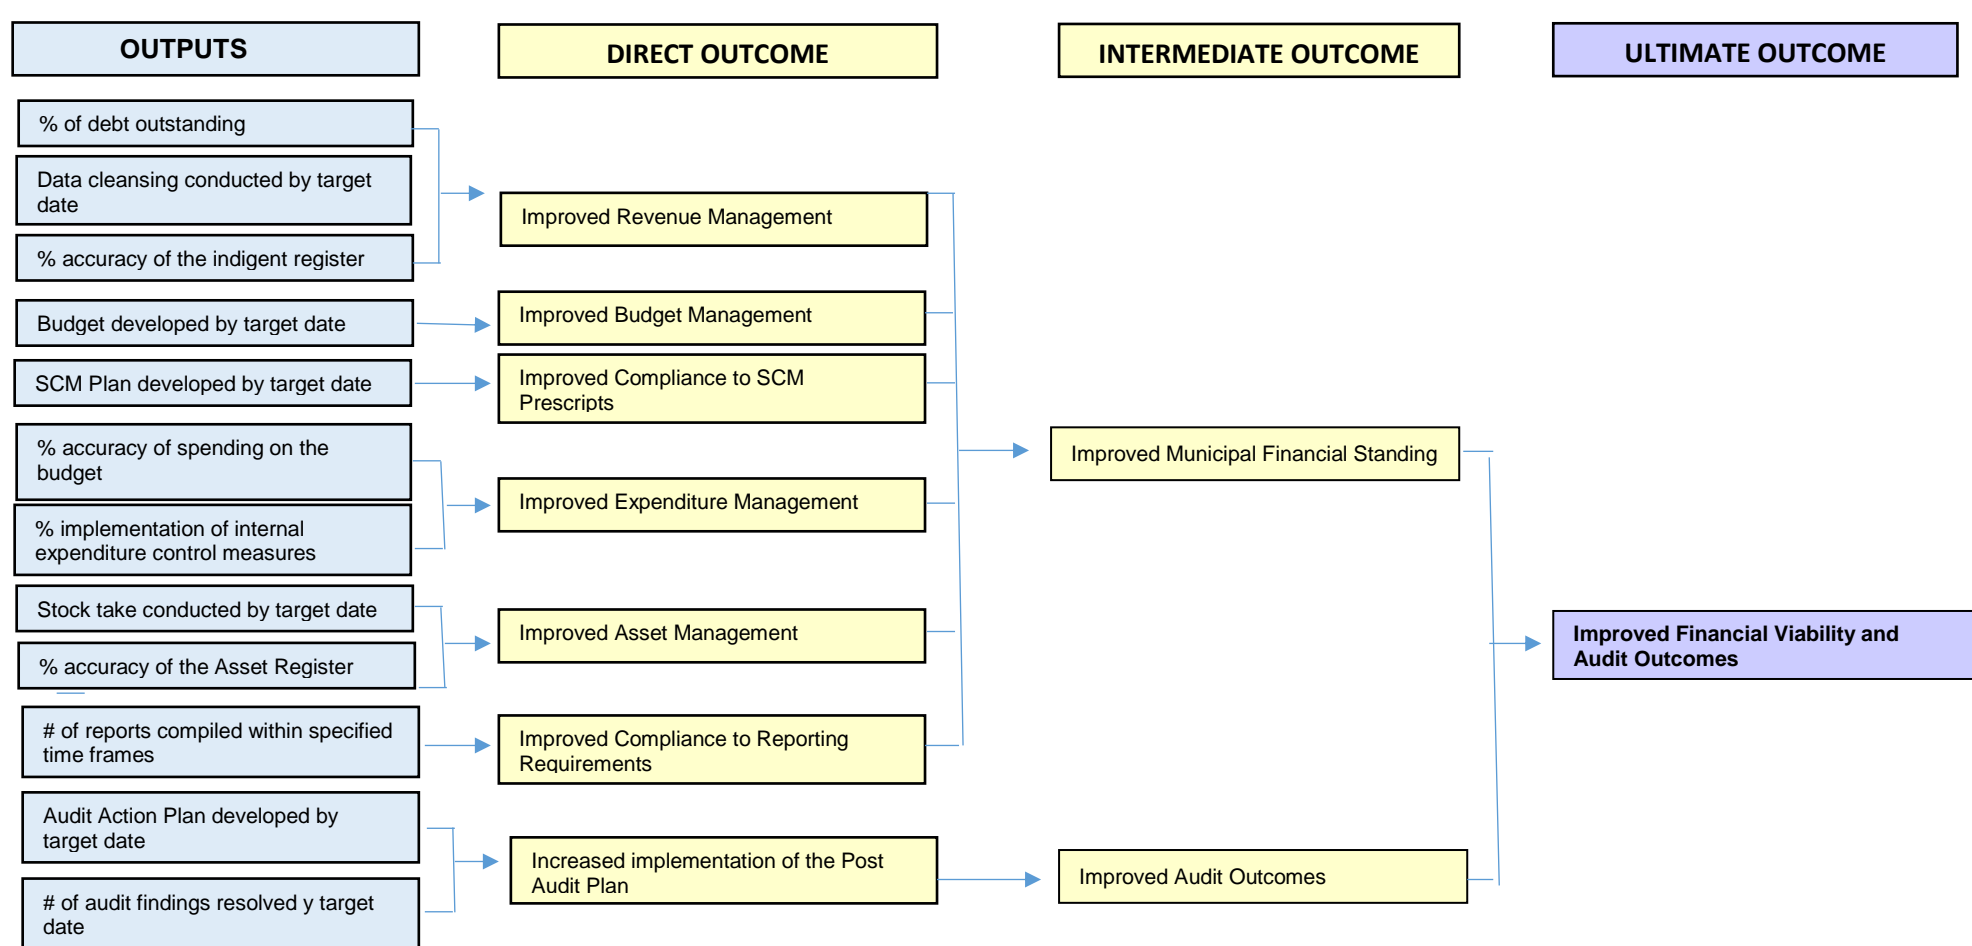 OUTPUTS
DIRECT OUTCOME
INTERMEDIATE OUTCOME
ULTIMATE OUTCOME
% of debt outstanding
Data cleansing conducted by target
date
% accuracy of the indigent register
Improved Revenue Management
Budget developed by target date
Improved Budget Management
SCM Plan developed by target date
Improved Compliance to SCM
Prescripts
% accuracy of spending on the
budget
% implementation of internal
expenditure control measures
Improved Expenditure Management
Improved Municipal Financial Standing
Stock take conducted by target date
% accuracy of the Asset Register
Improved Asset Management
Improved Financial Viability and
Audit Outcomes
# of reports compiled within specified
time frames
Improved Compliance to Reporting
Requirements
Audit Action Plan developed by
target date
# of audit findings resolved y target
date
Increased implementation of the Post
Audit Plan
Improved Audit Outcomes